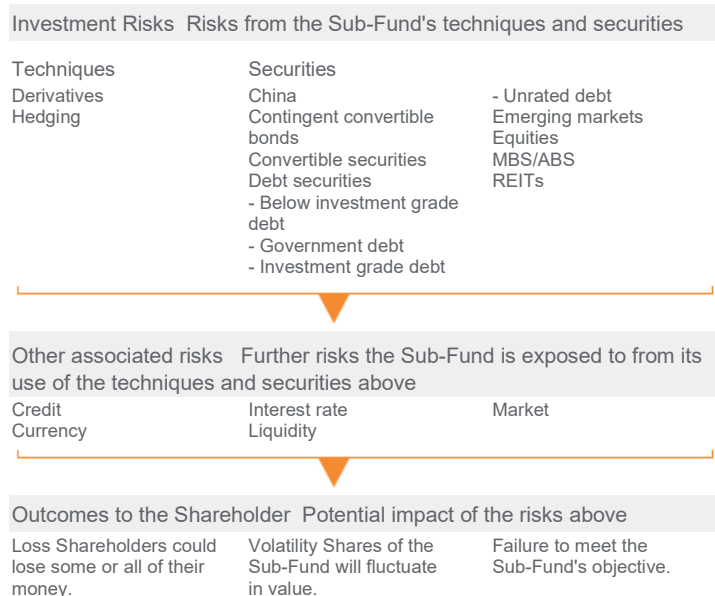 Investment Risks  Risks from the Sub-Fund's techniques and securities
Techniques
Derivatives
Hedging
Securities
China
Contingent convertible
bonds
Convertible securities
Debt securities
- Below investment grade
debt
- Government debt
- Investment grade debt
- Unrated debt
Emerging markets
Equities
MBS/ABS
REITs
Other associated risks  Further risks the Sub-Fund is exposed to from its
use of the techniques and securities above
Credit
Currency
Interest rate
Liquidity
Market
Outcomes to the Shareholder  Potential impact of the risks above
Loss Shareholders could
lose some or all of their
money.
Volatility Shares of the
Sub-Fund will fluctuate
in value.
Failure to meet the
Sub-Fund's objective.